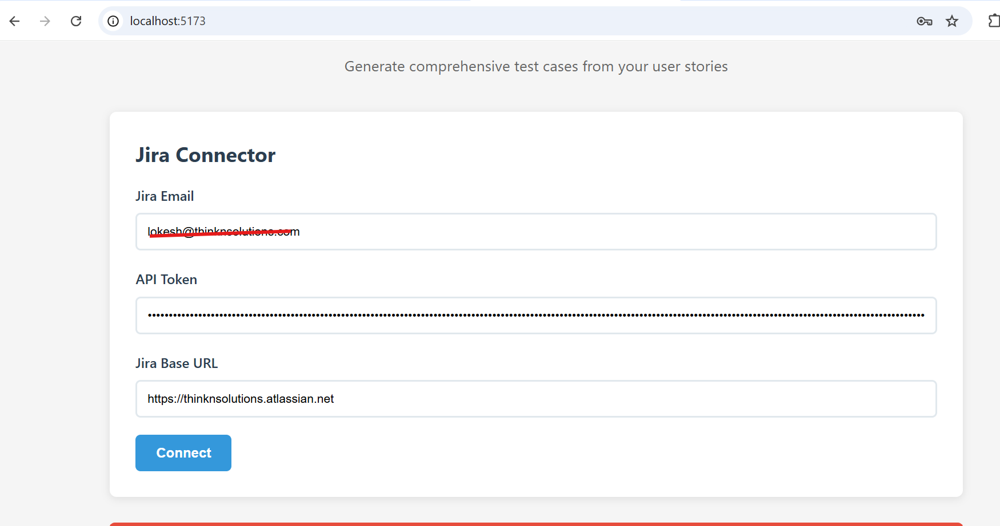 localhost:5173
Generate comprehensive test cases from your user stories
Jira Connector
Jira Email
lokesh@thinknsolutions.com
API Token
Jira Base URL
https://thinknsolutions.atlassian.net
Connect